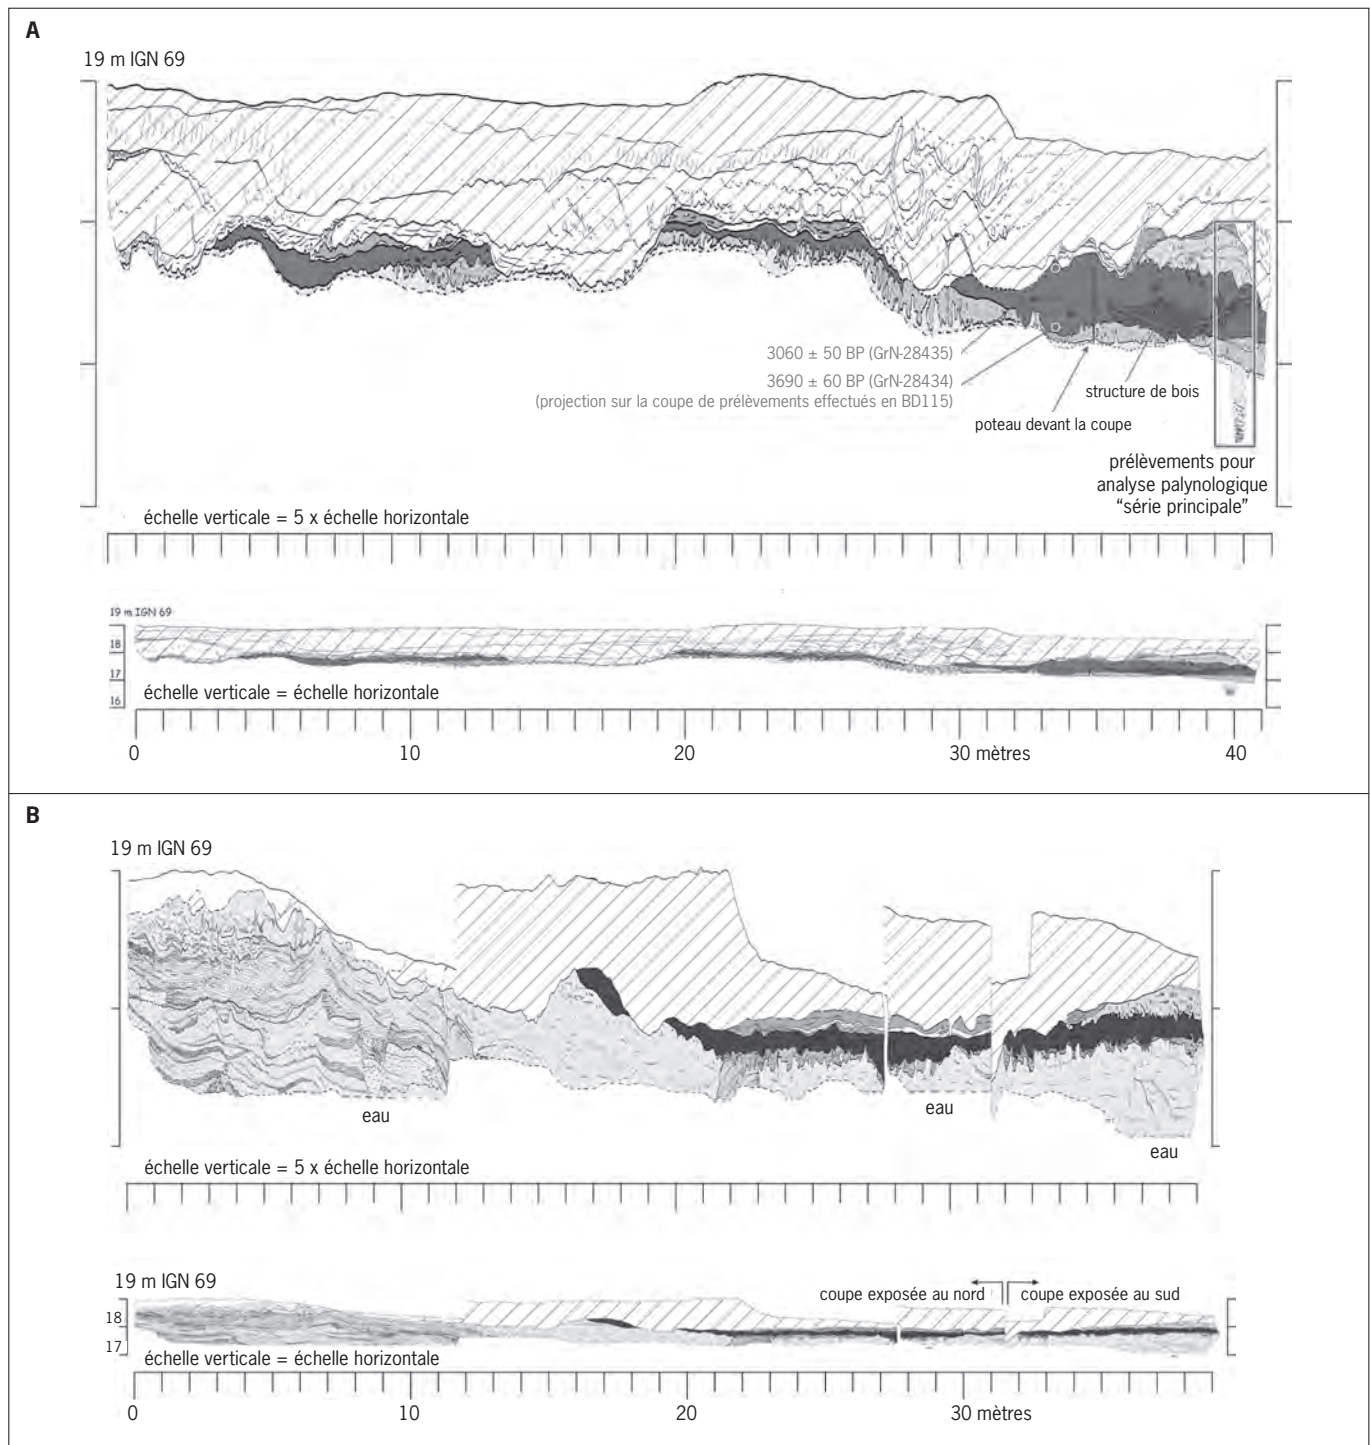 A
19 m IGN 69
3060 ± 50 BP (GrN-28435)
3690 ± 60 BP (GrN-28434)
(projection sur la coupe de prélèvements effectués en BD115)
structure de bois
poteau devant la coupe
prélèvements pour
analyse palynologique
“série principale”
échelle verticale = 5 x échelle horizontale
19 m IGN 69
18
17
échelle verticale = échelle horizontale
16
0 10 20 30 mètres 40
B
19 m IGN 69
eau
eau
eau
échelle verticale = 5 x échelle horizontale
19 m IGN 69
coupe exposée au nord
coupe exposée au sud
18
17
échelle verticale = échelle horizontale
0 10 20 30 mètres